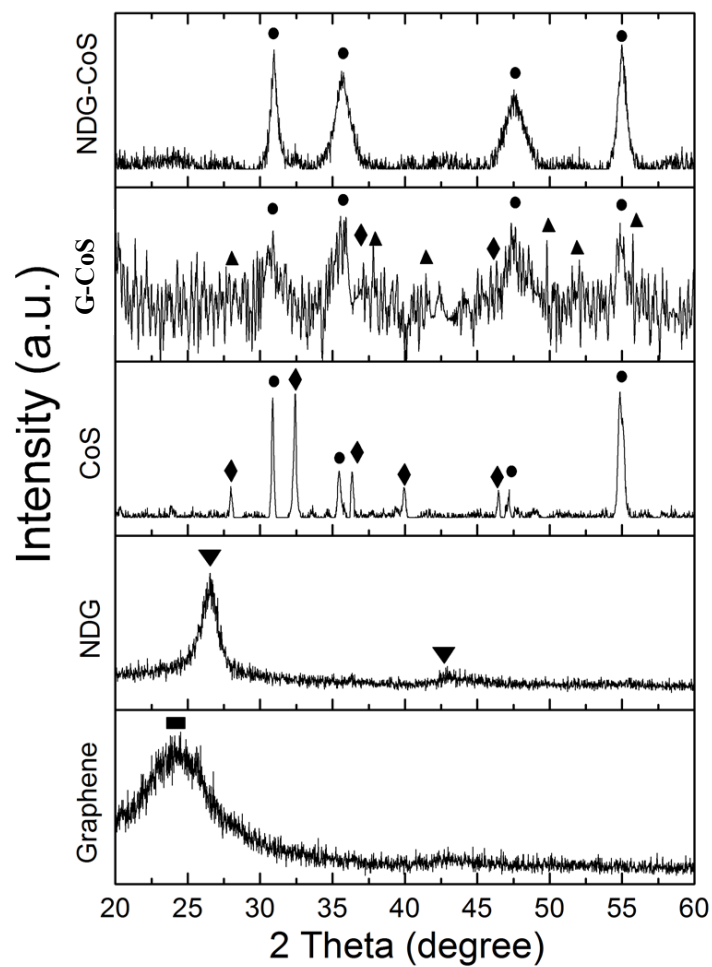 Intensity (a.u.)
NDG-CoS
G-CoS
CoS
NDG
Graphene
20 25 30 35 40 45 50 55 60
2 Theta (degree)